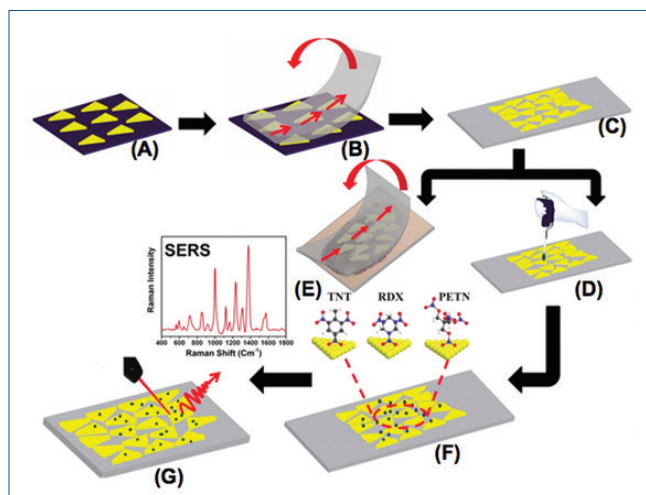 (A)
(B)
(C)
(D)
(E)
SERS
Raman Intensity
400 600 800 1000 1200 1400 1600 1800
Raman Shift (Cm⁻¹)
TNT RDX PETN
(F)
(G)